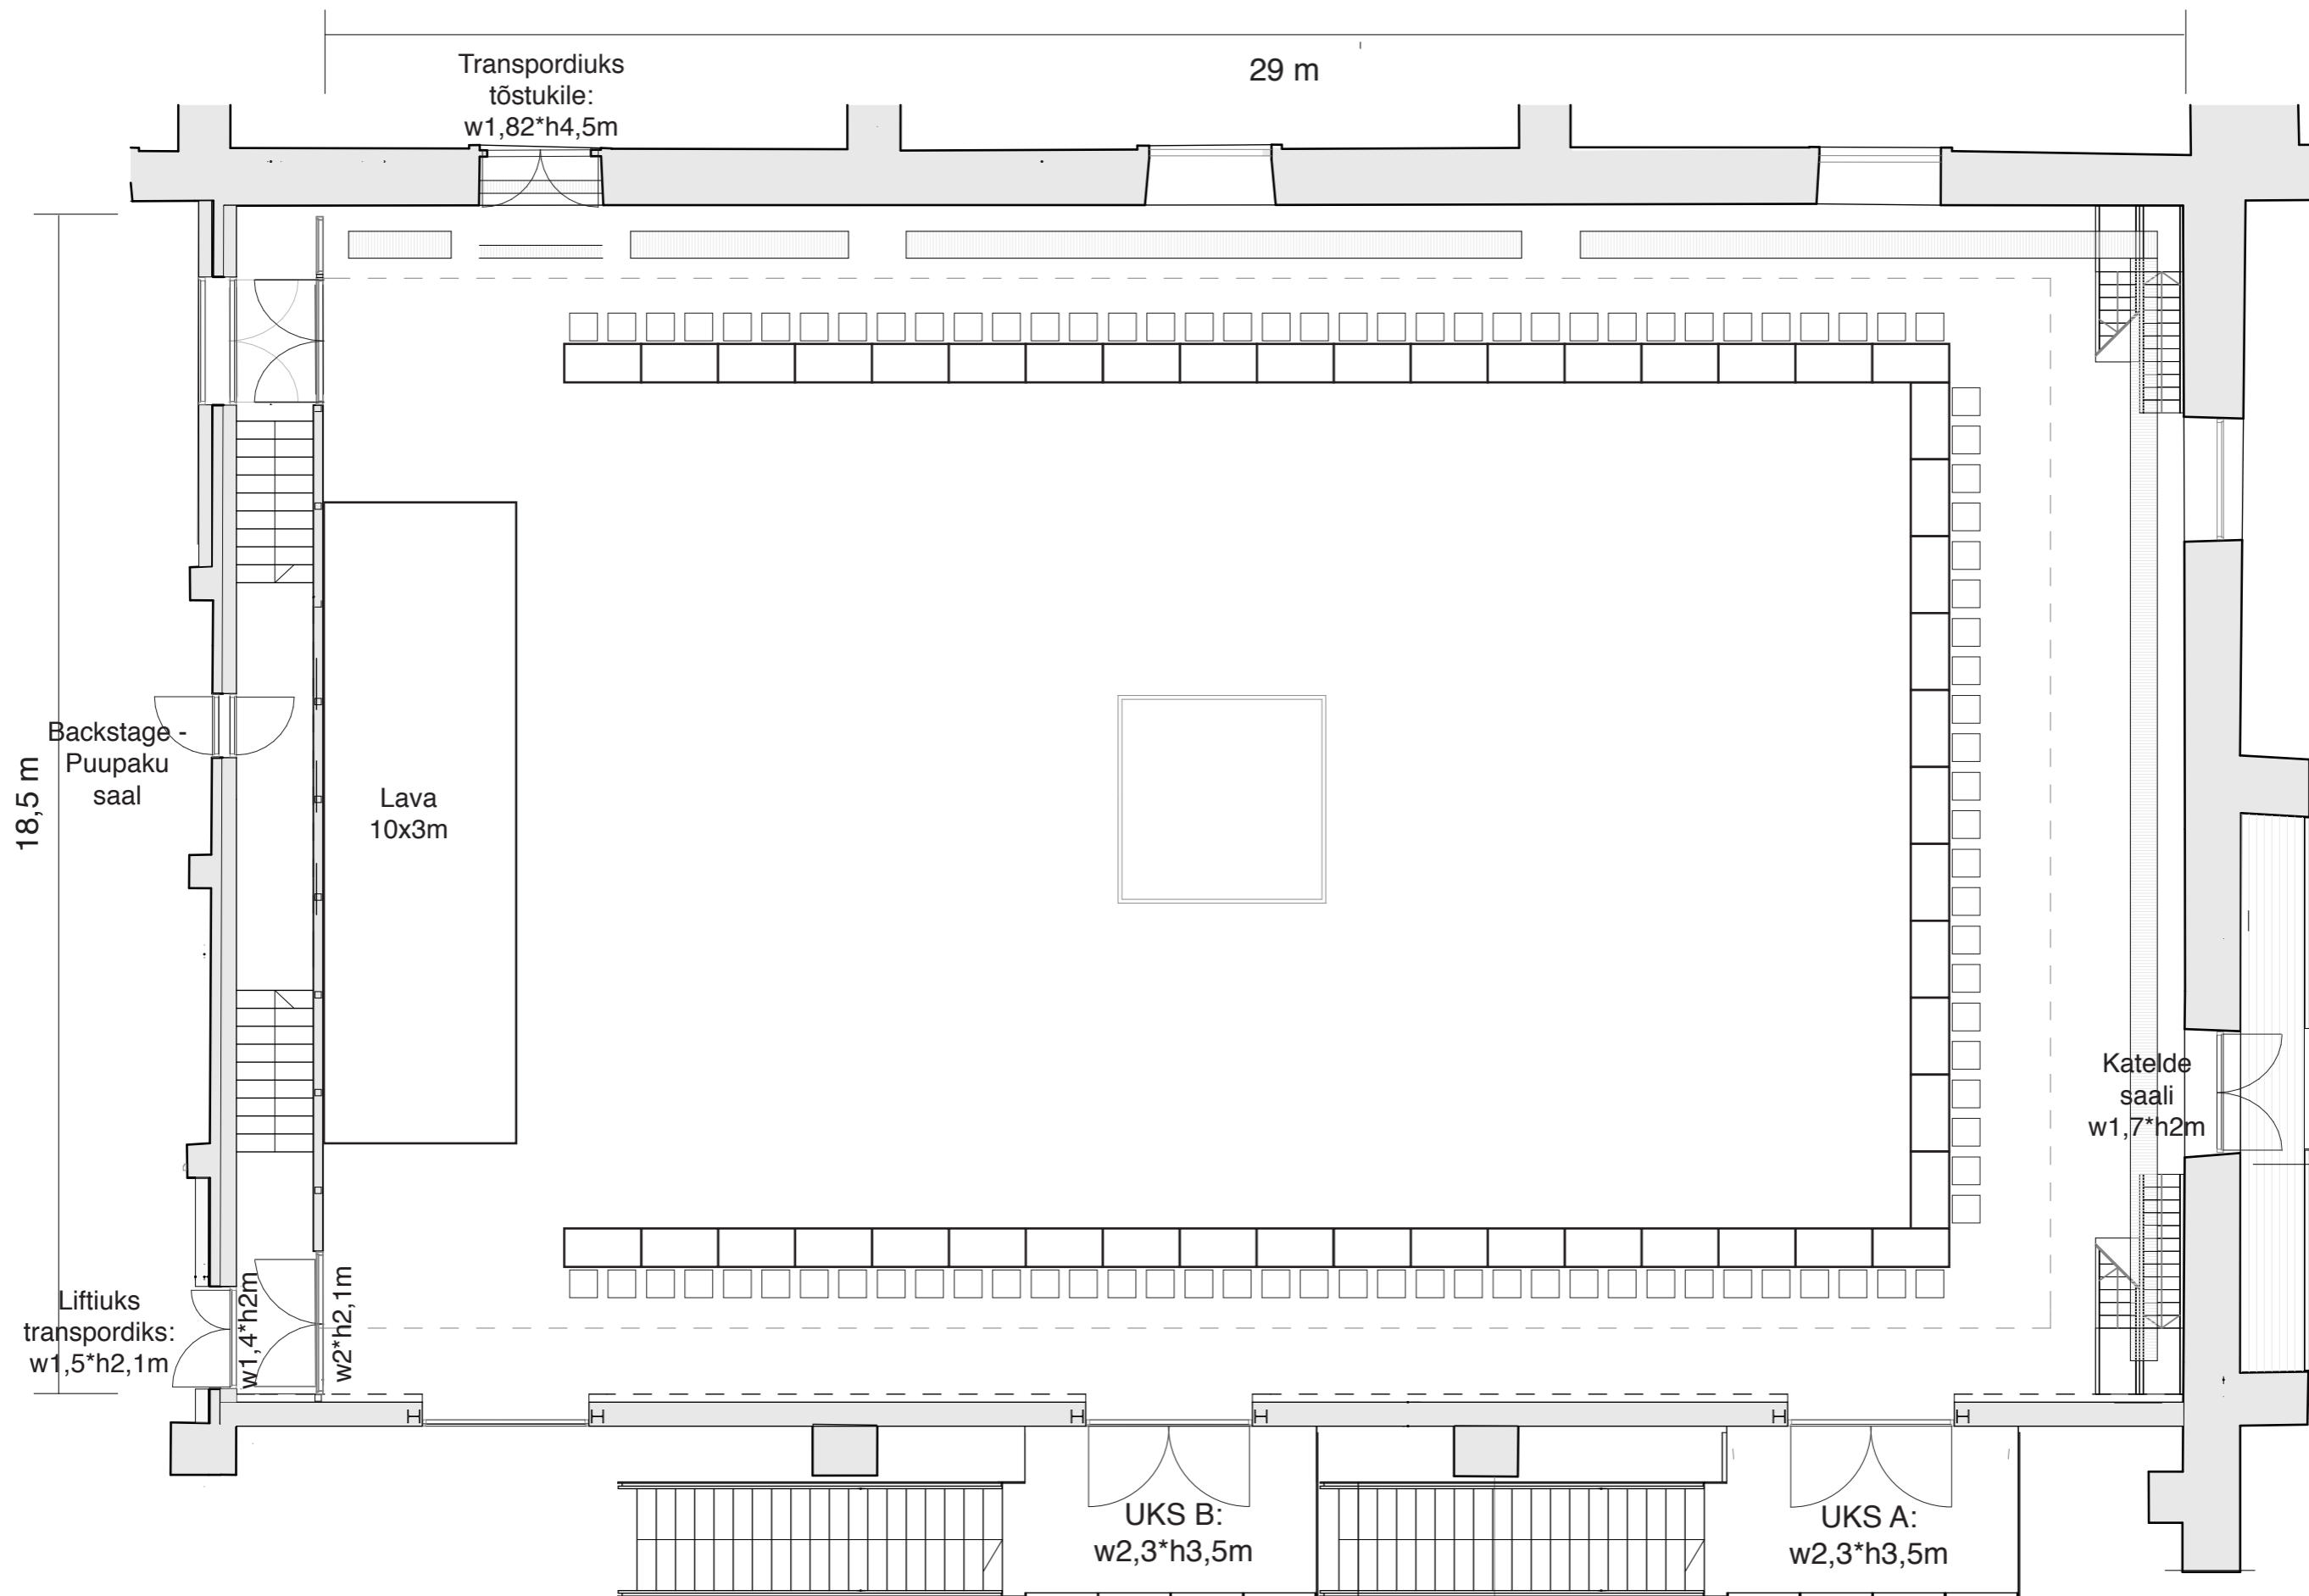 29 m
Transpordiuks
tõstukile:
w1,82*h4,5m
18,5 m
Backstage -
Puupaku
saal
Lava
10x3m
Katelde
saali
w1,7*h2m
Liftiuks
transpordiks:
w1,5*h2,1m
w1,4*h2m
w2*h2,1m
UKS B:
w2,3*h3,5m
UKS A:
w2,3*h3,5m